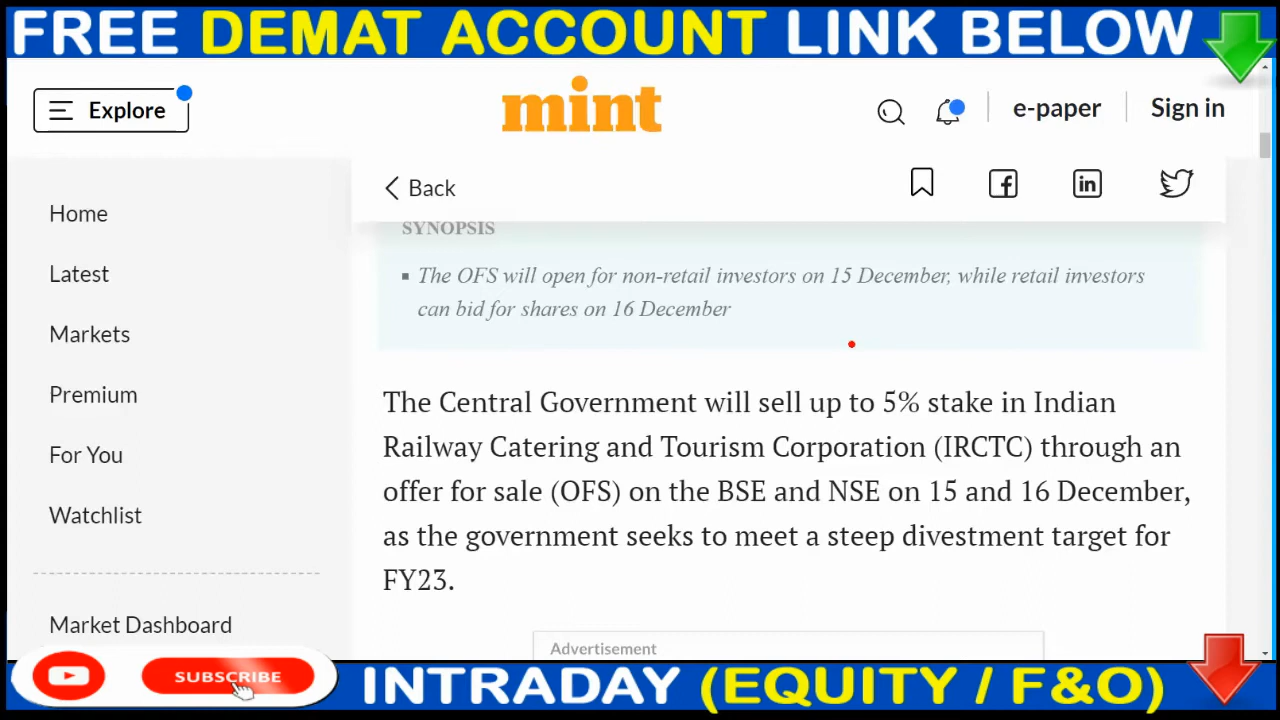 FREE DEMAT ACCOUNT LINK BELOW
Explore
mint
e-paper
Sign in
Back
Home
Latest
Markets
Premium
For You
Watchlist
Market Dashboard
SYNOPSIS
▪ The OFS will open for non-retail investors on 15 December, while retail investors
can bid for shares on 16 December
The Central Government will sell up to 5% stake in Indian
Railway Catering and Tourism Corporation (IRCTC) through an
offer for sale (OFS) on the BSE and NSE on 15 and 16 December,
as the government seeks to meet a steep divestment target for
FY23.
Advertisement
SUBSCRIBE
INTRADAY (EQUITY / F&O)